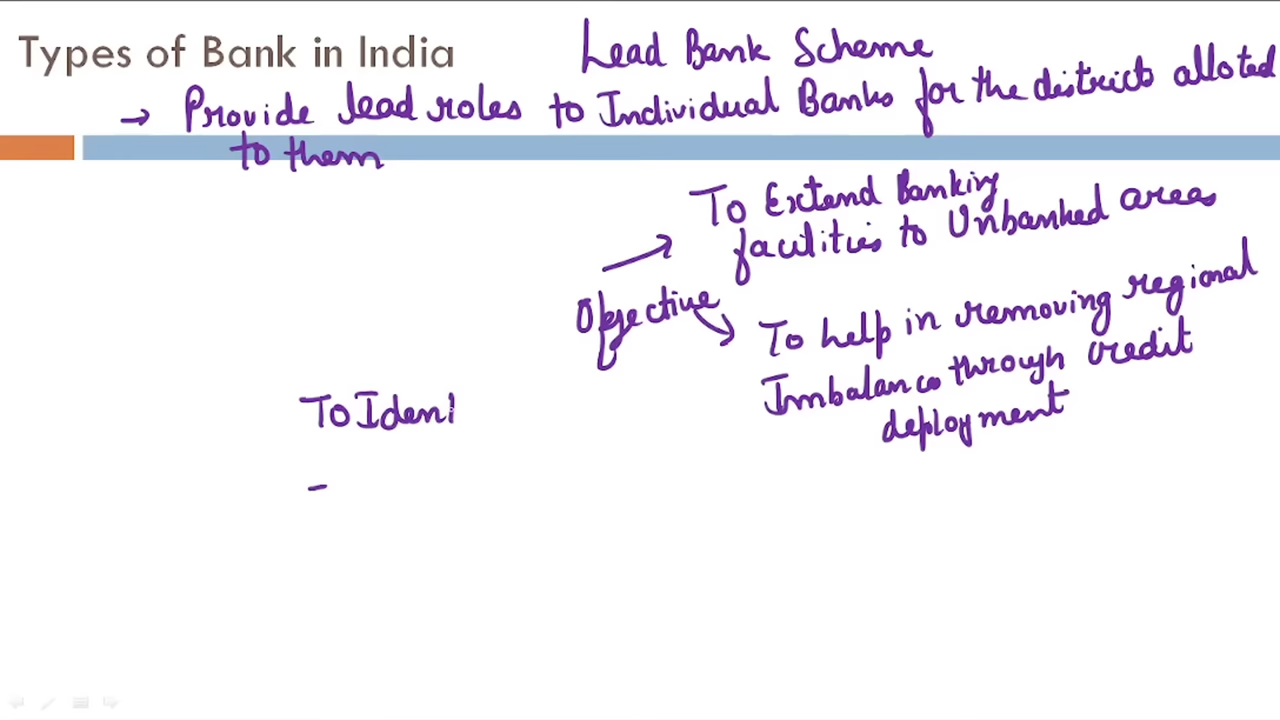 Types of Bank in India
Lead Bank Scheme
→ Provide lead roles to Individual Banks for the districts alloted
to them
To Extend Banking
facilities to Unbanked areas
Objective
To help in removing regional
Imbalances through credit
deployment
To Iden